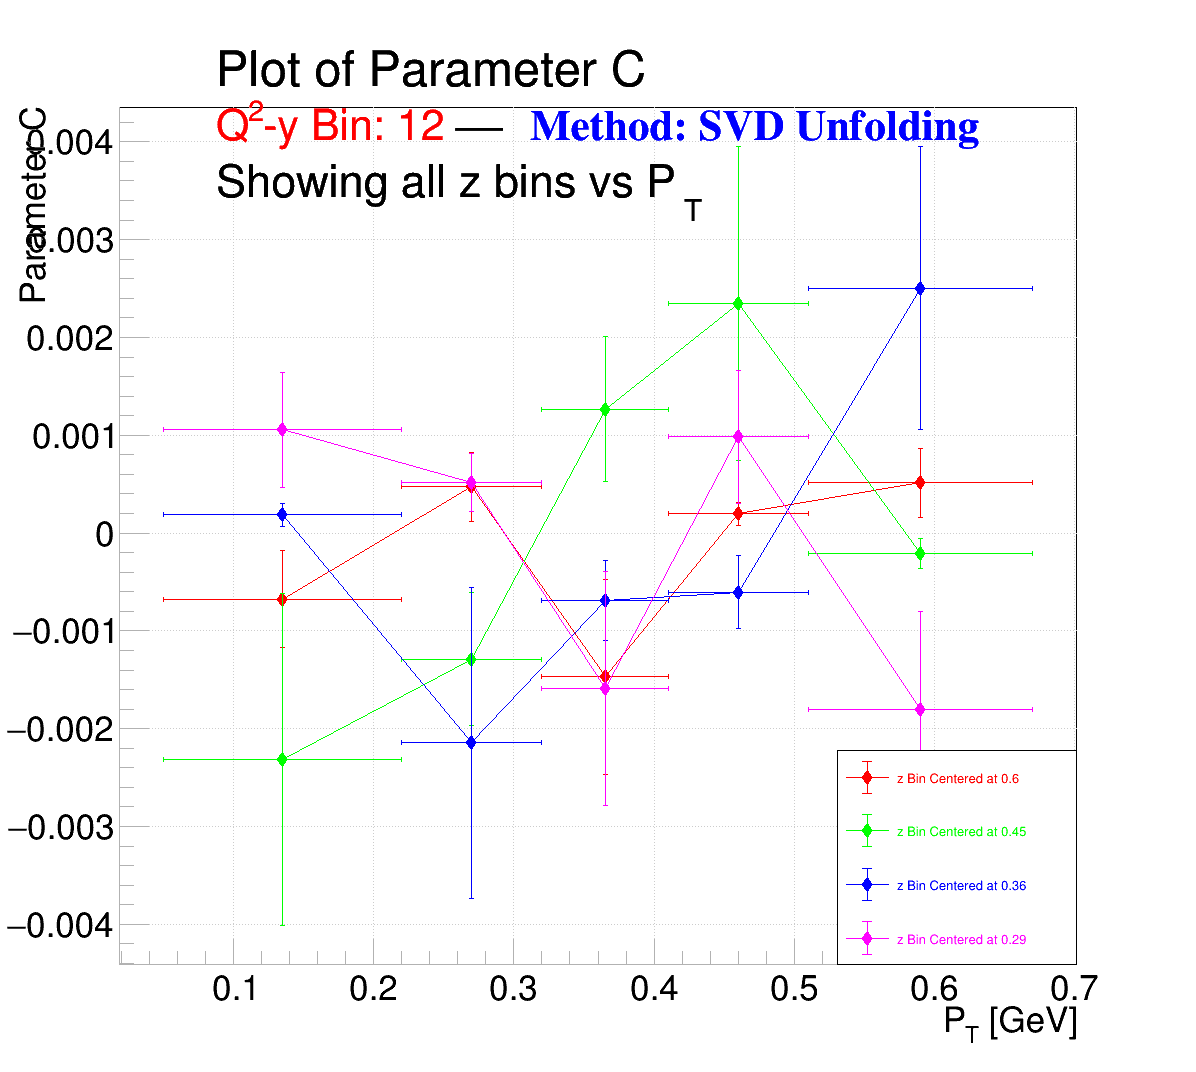 Plot of Parameter C
Q²-y Bin: 12 — Method: SVD Unfolding
Showing all z bins vs P_T
Parameter C
0.004
0.003
0.002
0.001
0
−0.001
−0.002
−0.003
−0.004
z Bin Centered at 0.6
z Bin Centered at 0.45
z Bin Centered at 0.36
z Bin Centered at 0.29
0.1 0.2 0.3 0.4 0.5 0.6 0.7
P_T [GeV]